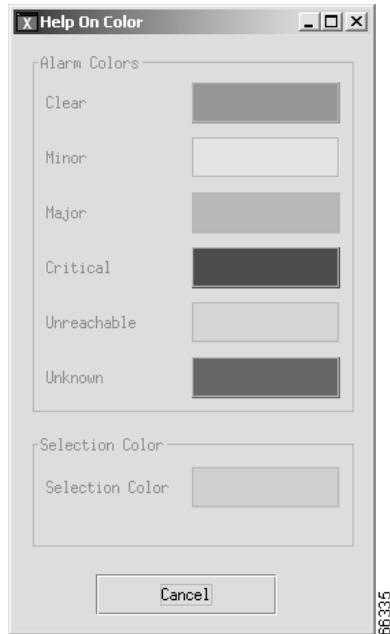 X Help On Color
Alarm Colors
Clear
Minor
Major
Critical
Unreachable
Unknown
Selection Color
Selection Color
Cancel
66335